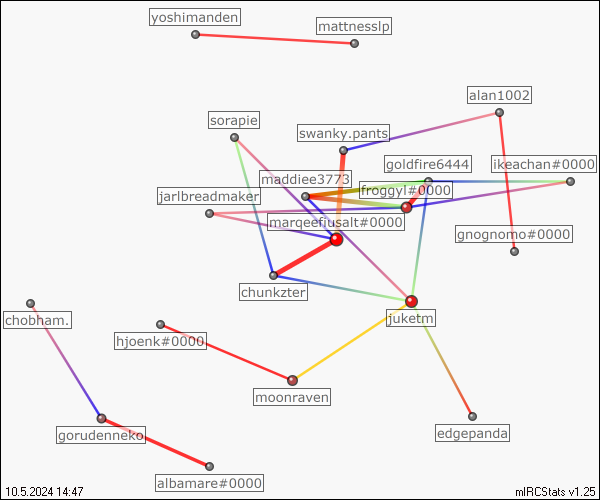 yoshimanden
mattnesslp
alan1002
sorapie
swanky.pants
goldfire6444
ikeachan#0000
maddiee3773
froggyl#0000
jarlbreadmaker
marqeefjusalt#0000
gnognomo#0000
chunkzter
chobham.
juketm
hjoenk#0000
moonraven
gorudenneko
edgepanda
albamare#0000
10.5.2024 14:47
mIRCStats v1.25